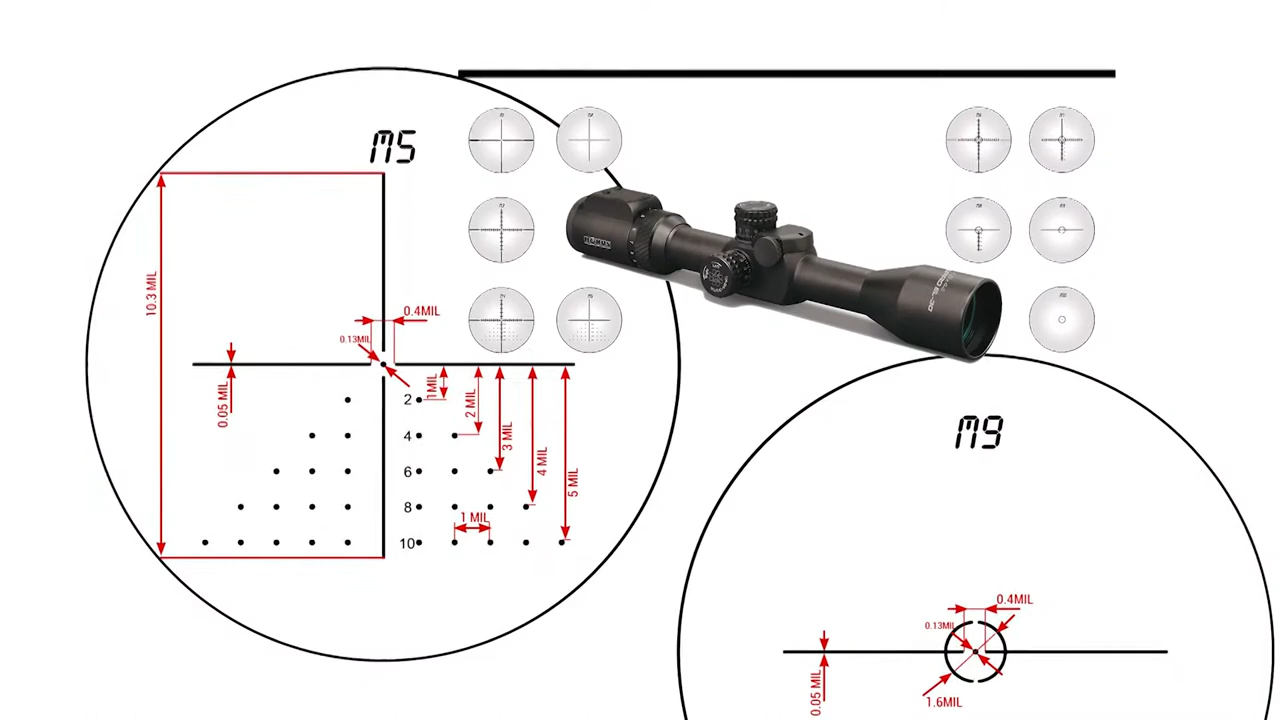 M5
10.3 MIL
0.4MIL
0.13MIL
0.05 MIL
1MIL
2 MIL
3 MIL
4 MIL
5 MIL
2
4
6
8
10
1 MIL
M9
0.4MIL
0.13MIL
0.05 MIL
1.6MIL